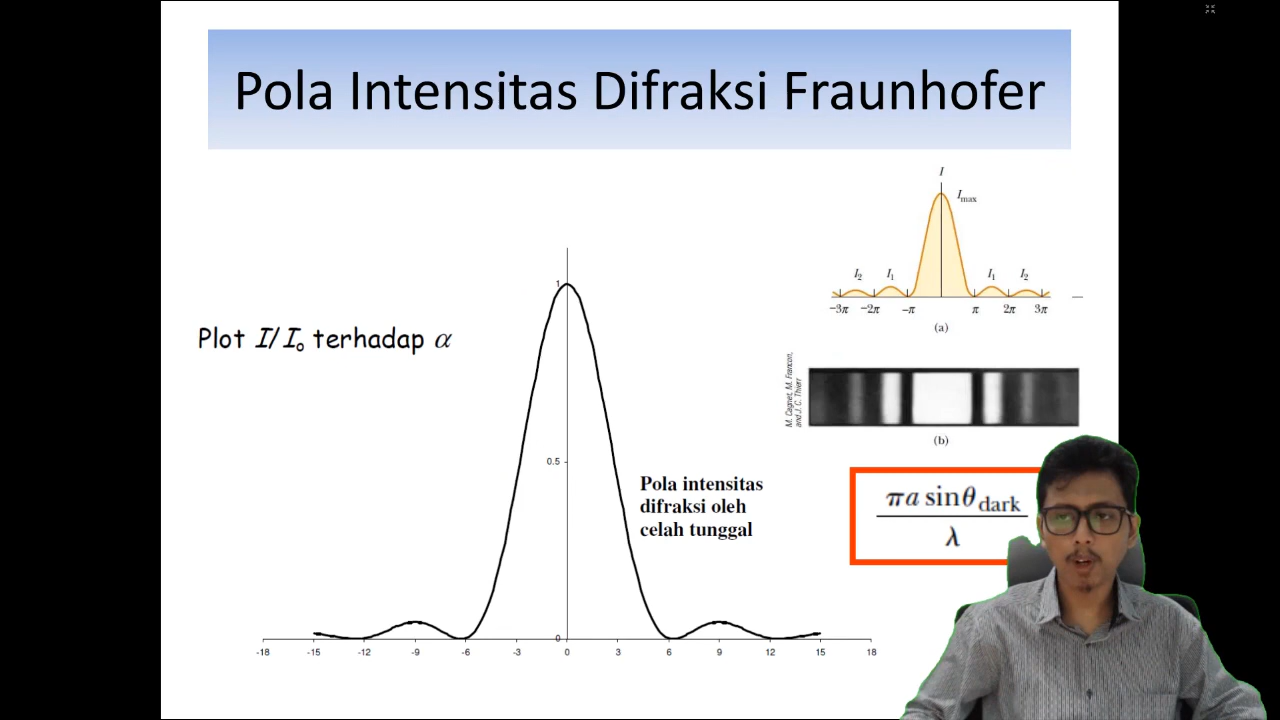 Pola Intensitas Difraksi Fraunhofer
Plot I/I₀ terhadap α
1
0.5
0
-18 -15 -12 -9 -6 -3 0 3 6 9 12 15 18
Pola intensitas
difraksi oleh
celah tunggal
I
Imax
I₂ I₁ I₁ I₂
−3π −2π −π π 2π 3π
(a)
M. Cagnet, M. Francon,
and J. C. Thierr
(b)
πa sinθdark
λ